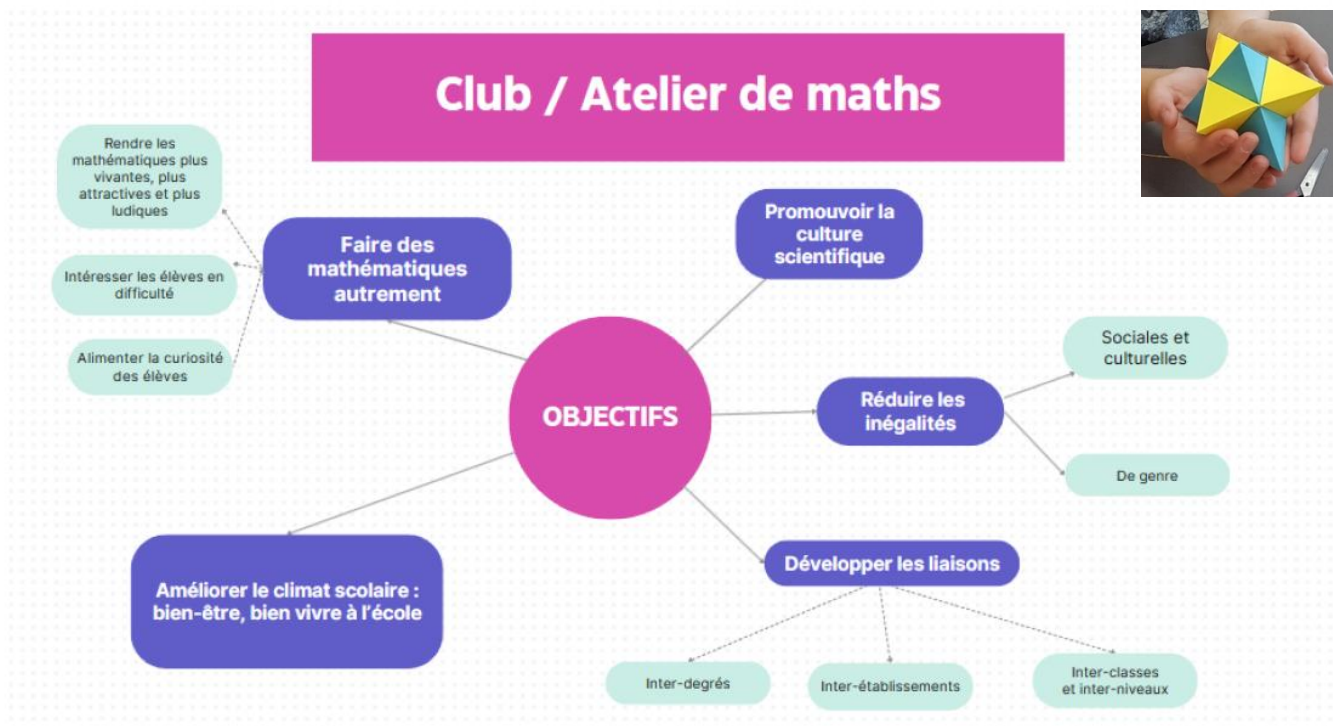 Club / Atelier de maths
Rendre les
mathématiques plus
vivantes, plus
attractives et plus
ludiques
Faire des
mathématiques
autrement
Intéresser les élèves en
difficulté
Alimenter la curiosité
des élèves
Promouvoir la
culture
scientifique
OBJECTIFS
Sociales et
culturelles
Réduire les
inégalités
De genre
Améliorer le climat scolaire :
bien-être, bien vivre à l'école
Développer les liaisons
Inter-degrés
Inter-établissements
Inter-classes
et inter-niveaux